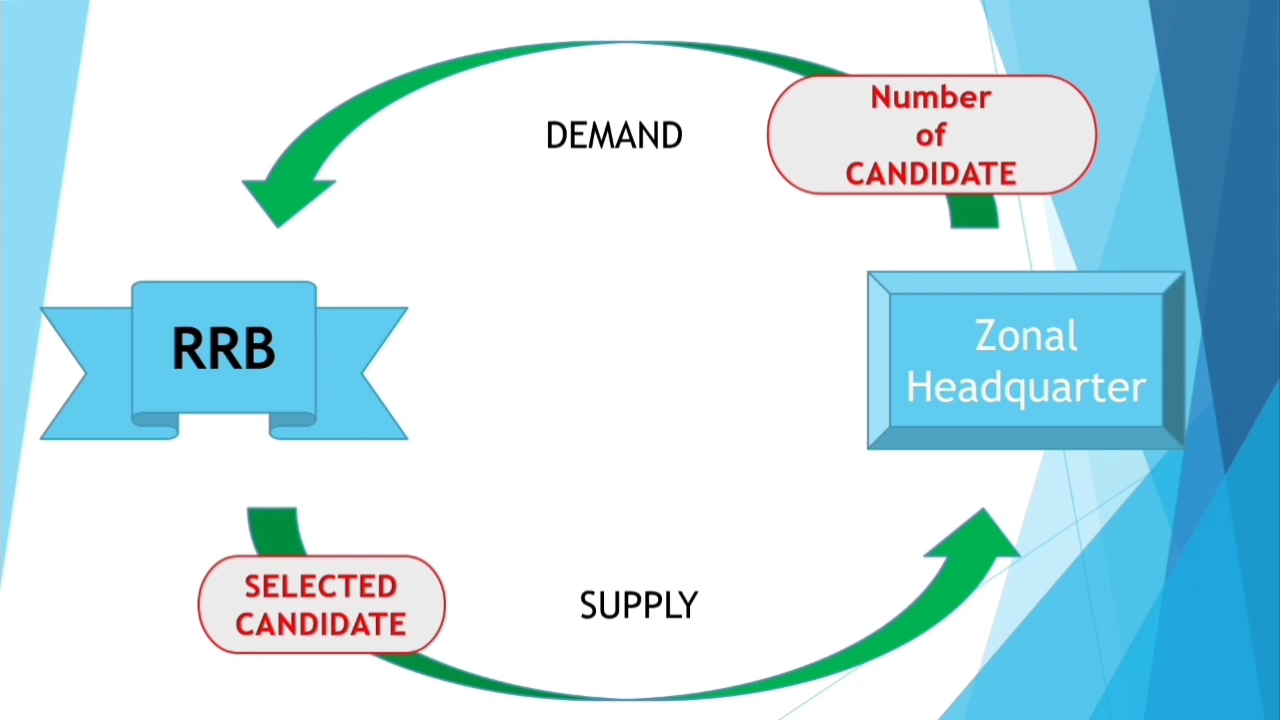 DEMAND
Number
of
CANDIDATE
RRB
Zonal
Headquarter
SELECTED
CANDIDATE
SUPPLY